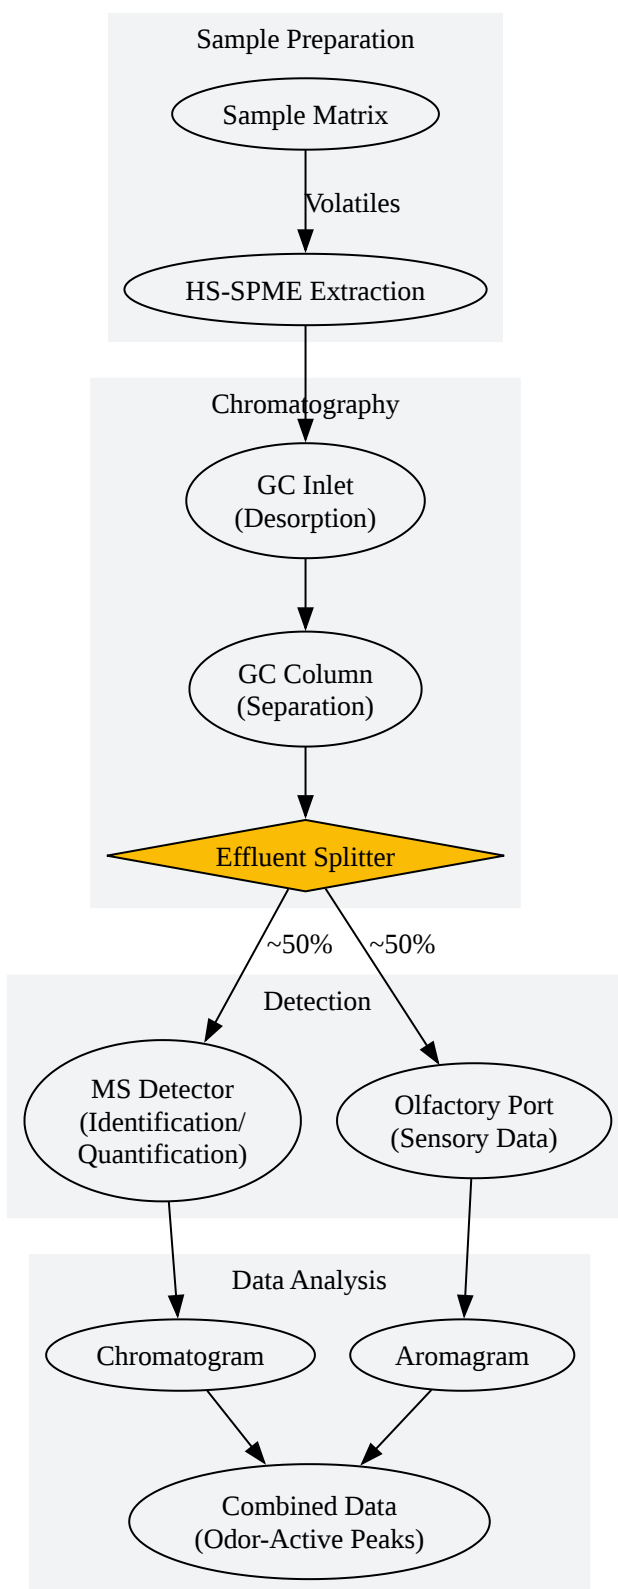 Sample Preparation
Sample Matrix
Volatiles
HS-SPME Extraction
Chromatography
GC Inlet
(Desorption)
GC Column
(Separation)
Effluent Splitter
~50%
~50%
Detection
MS Detector
(Identification/
Quantification)
Olfactory Port
(Sensory Data)
Data Analysis
Chromatogram
Aromagram
Combined Data
(Odor-Active Peaks)